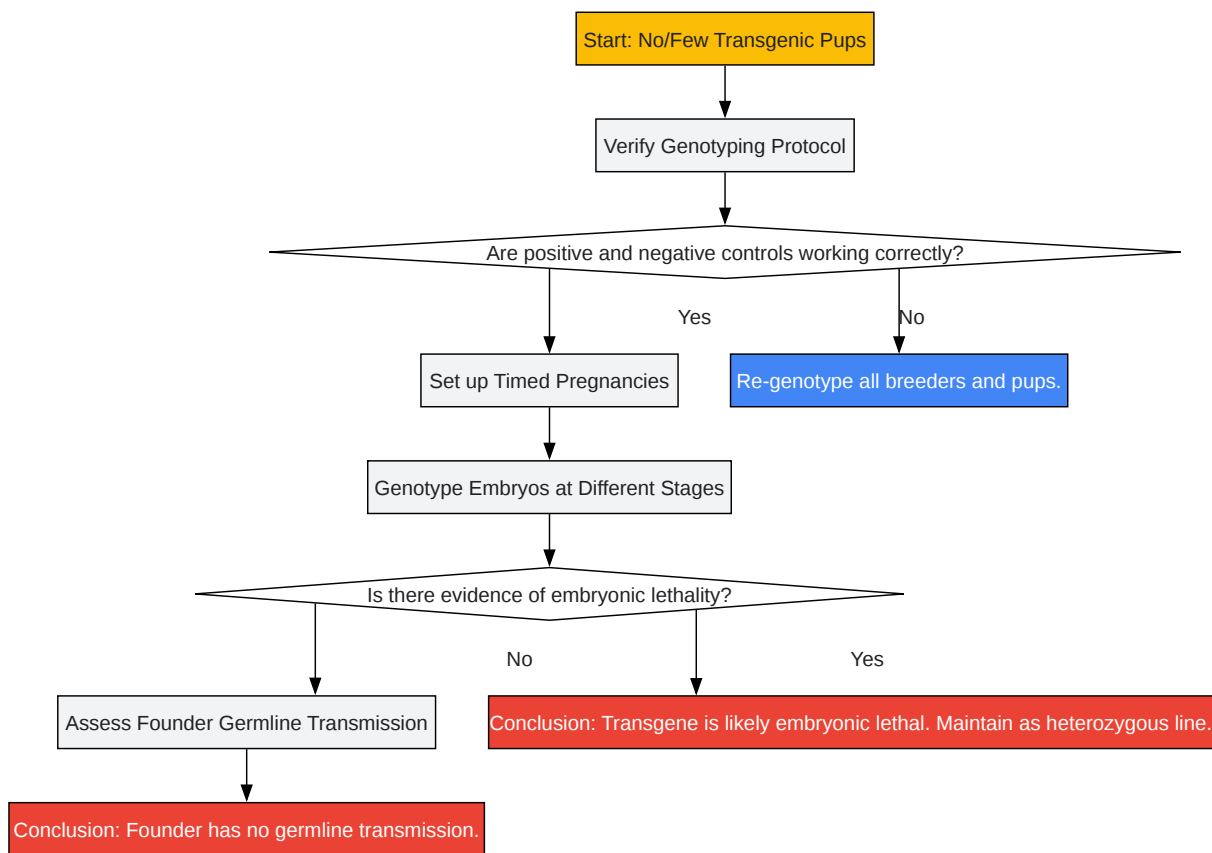 Start: No/Few Transgenic Pups
Verify Genotyping Protocol
Are positive and negative controls working correctly?
Yes
No
Set up Timed Pregnancies
Re-genotype all breeders and pups.
Genotype Embryos at Different Stages
Is there evidence of embryonic lethality?
No
Yes
Assess Founder Germline Transmission
Conclusion: Transgene is likely embryonic lethal. Maintain as heterozygous line.
Conclusion: Founder has no germline transmission.